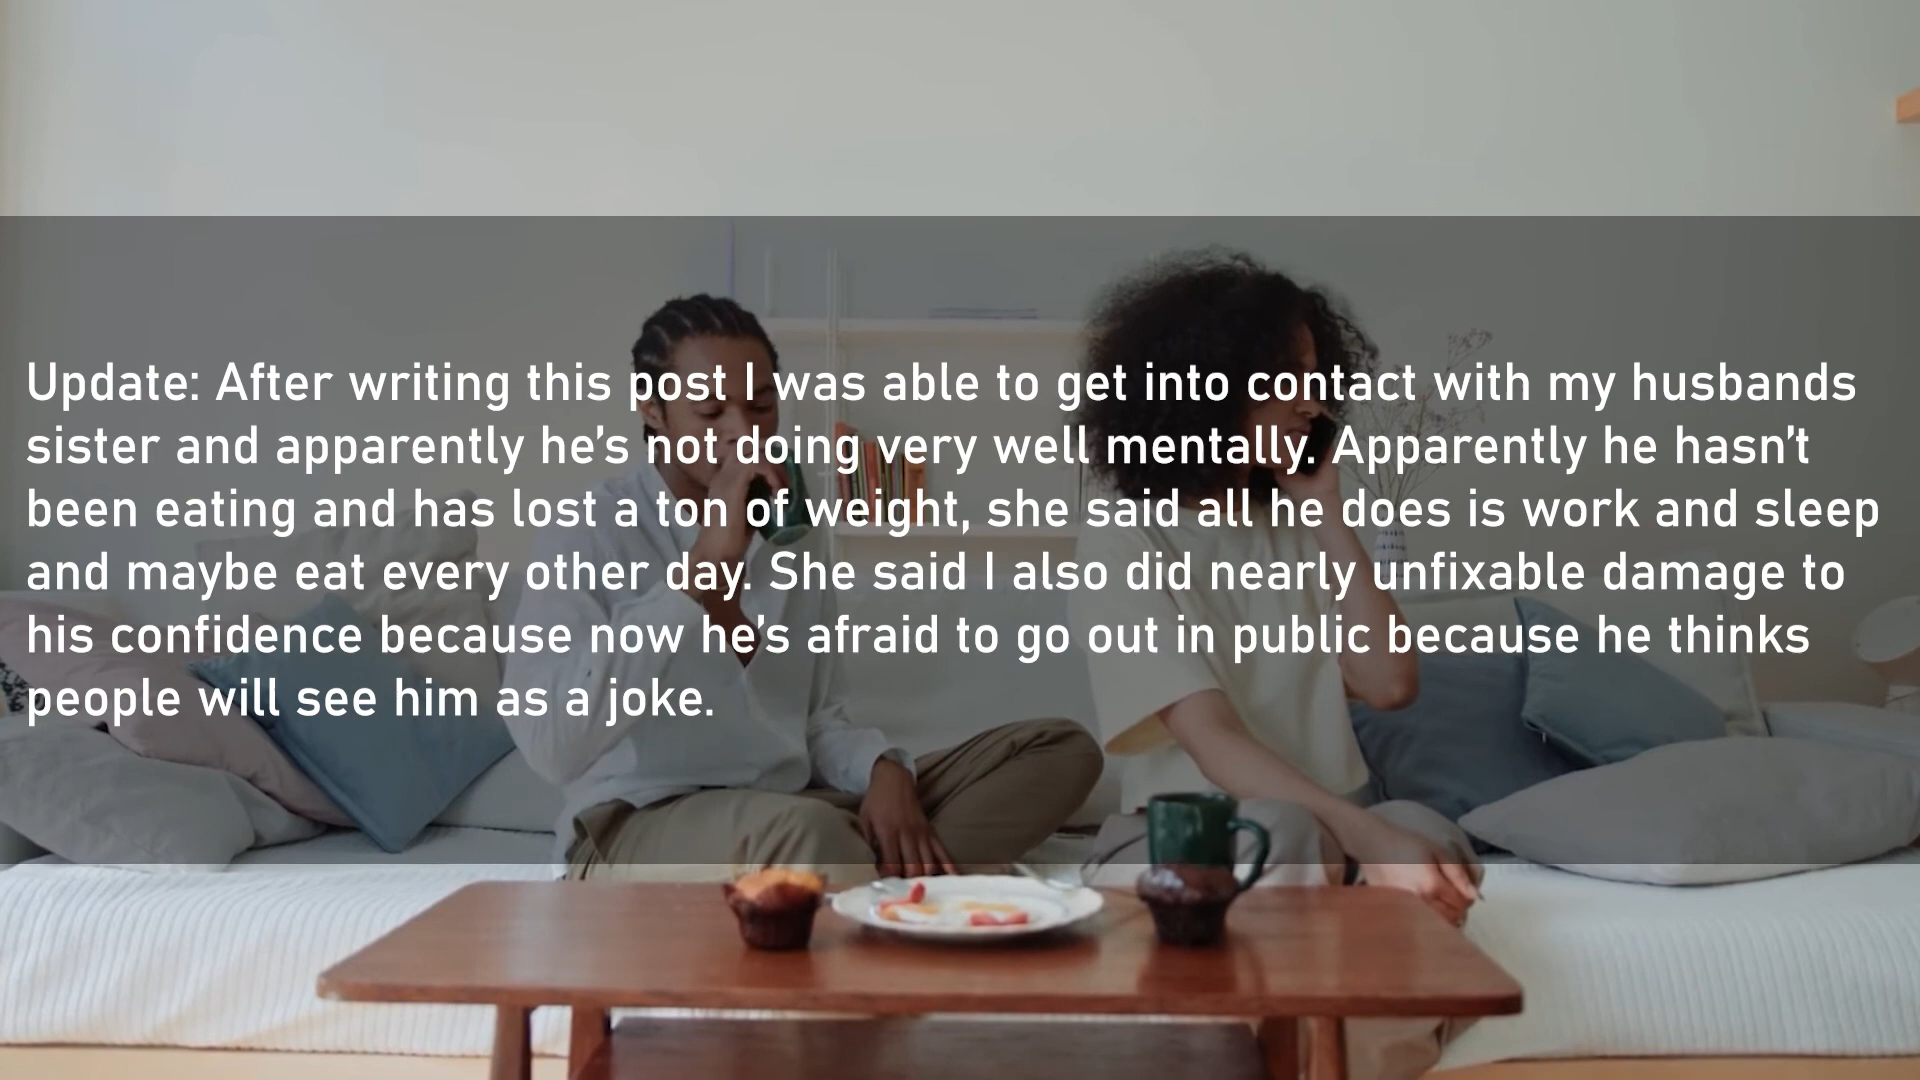 Update: After writing this post I was able to get into contact with my husbands
sister and apparently he’s not doing very well mentally. Apparently he hasn’t
been eating and has lost a ton of weight, she said all he does is work and sleep
and maybe eat every other day. She said I also did nearly unfixable damage to
his confidence because now he’s afraid to go out in public because he thinks
people will see him as a joke.